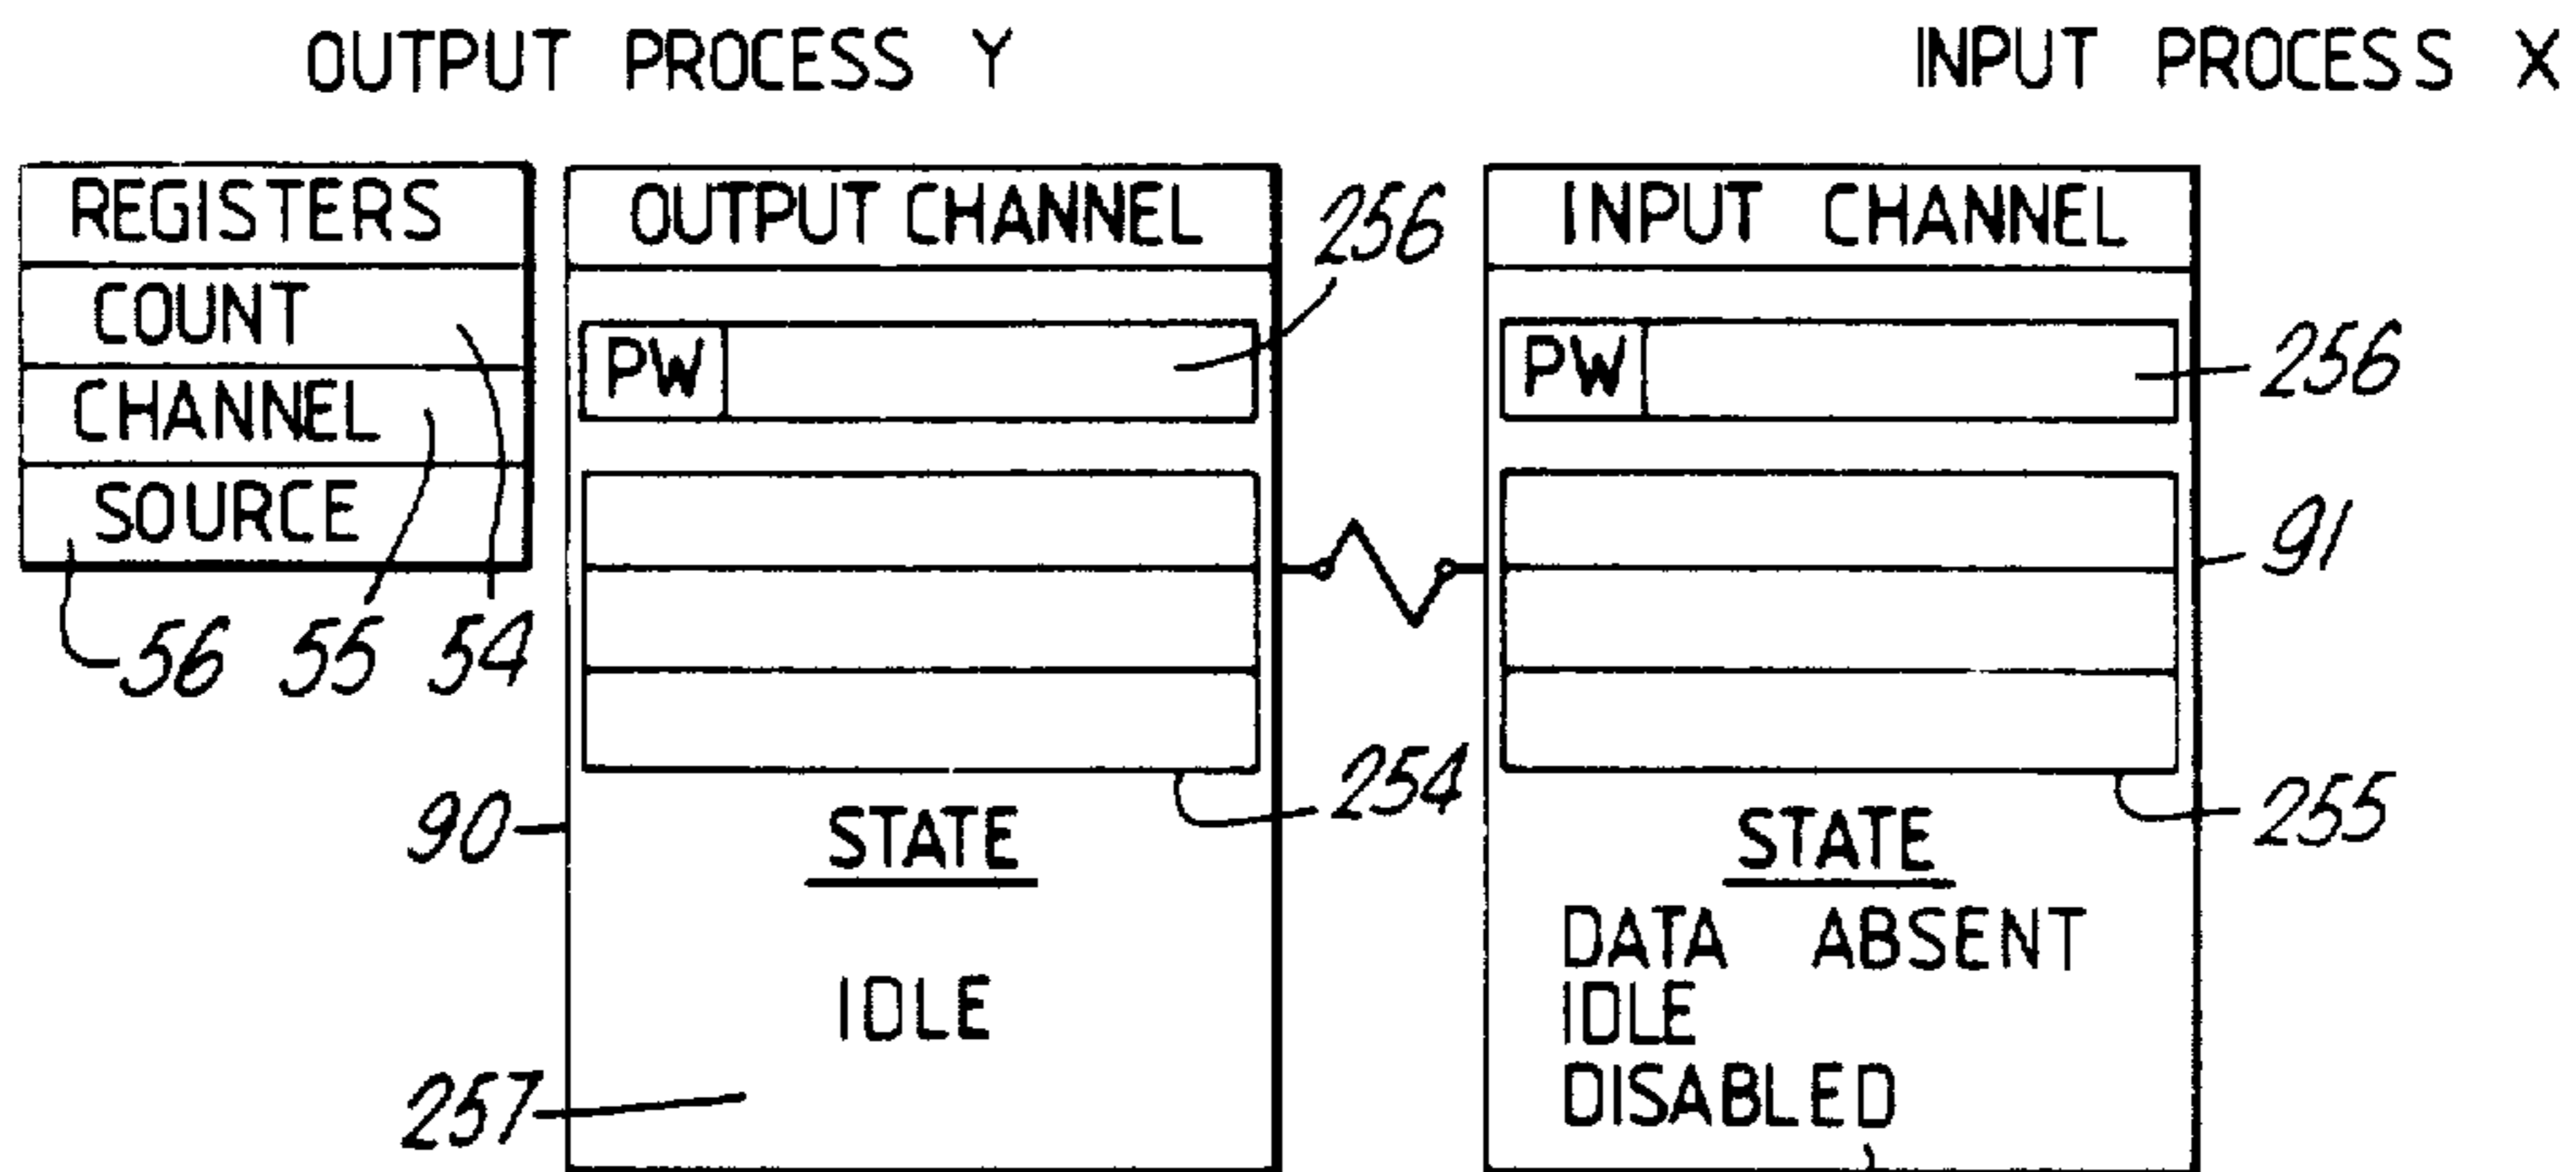 OUTPUT PROCESS Y
INPUT PROCESS X
REGISTERS
COUNT
CHANNEL
SOURCE
56 55 54
OUTPUT CHANNEL
256
PW
254
90
STATE
IDLE
257
INPUT CHANNEL
PW
256
91
255
STATE
DATA ABSENT
IDLE
DISABLED